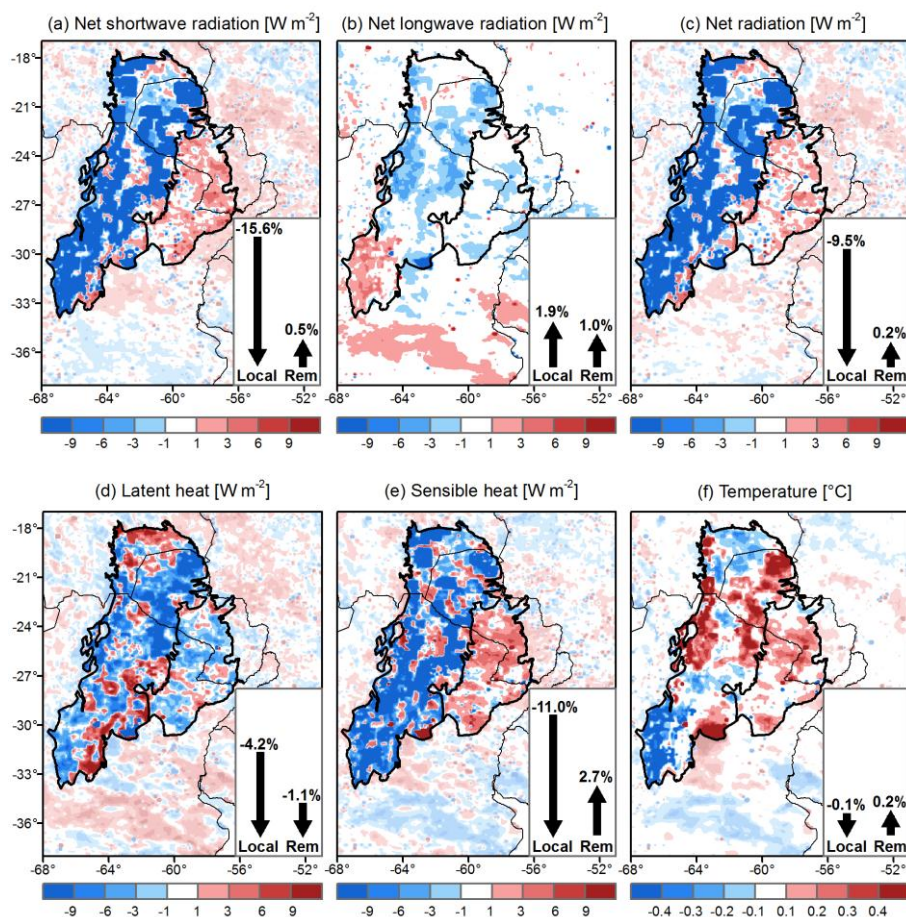 (a) Net shortwave radiation [W m⁻²]
(b) Net longwave radiation [W m⁻²]
(c) Net radiation [W m⁻²]
-18°
-21°
-24°
-27°
-30°
-33°
-36°
-15.6%
0.5%
Local Rem
1.9%
1.0%
Local Rem
-9.5%
0.2%
Local Rem
-68 -64 -60 -56 -52°
-68 -64 -60 -56 -52°
-68 -64 -60 -56 -52°
-9 -6 -3 -1 1 3 6 9
-9 -6 -3 -1 1 3 6 9
-9 -6 -3 -1 1 3 6 9
(d) Latent heat [W m⁻²]
(e) Sensible heat [W m⁻²]
(f) Temperature [°C]
-18°
-21°
-24°
-27°
-30°
-33°
-36°
-4.2%
-1.1%
Local Rem
-11.0%
2.7%
Local Rem
-0.1%
0.2%
Local Rem
-68° -64° -60° -56° -52°
-68° -64° -60° -56° -52°
-68° -64° -60° -56° -52°
-9 -6 -3 -1 1 3 6 9
-9 -6 -3 -1 1 3 6 9
-0.4 -0.3 -0.2 -0.1 0.1 0.2 0.3 0.4